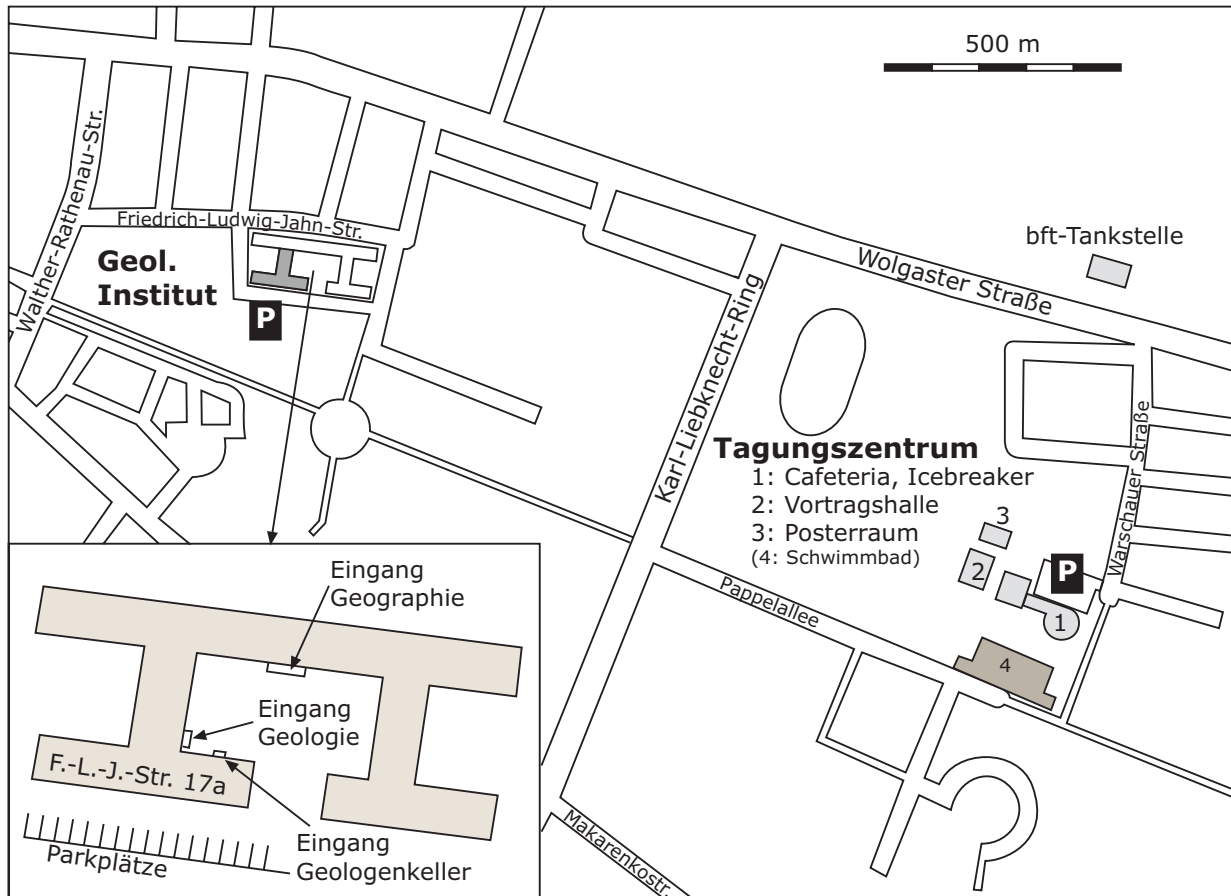 500 m
Walther-Rathenau-Str.
Friedrich-Ludwig-Jahn-Str.
Geol.
Institut
P
bft-Tankstelle
Wolgaster Straße
Karl-Liebknecht-Ring
Tagungszentrum
1: Cafeteria, Icebreaker
2: Vortragshalle
3: Posterraum
(4: Schwimmbad)
Warschauer Straße
3
2
P
1
4
Pappelallee
Makarenkostr.
Eingang
Geographie
Eingang
Geologie
F.-L.-J.-Str. 17a
Eingang
Geologenkeller
Parkplätze